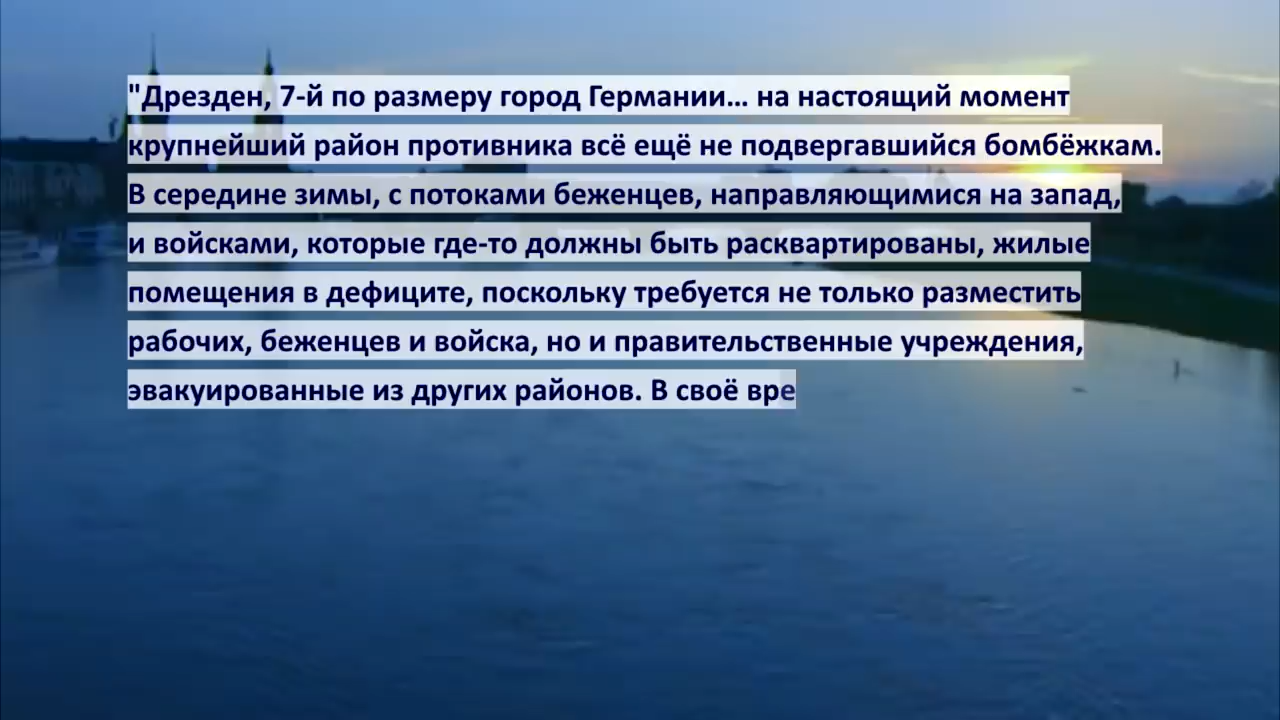 "Дрезден, 7-й по размеру город Германии… на настоящий момент
крупнейший район противника всё ещё не подвергавшийся бомбёжкам.
В середине зимы, с потоками беженцев, направляющимися на запад,
и войсками, которые где-то должны быть расквартированы, жилые
помещения в дефиците, поскольку требуется не только разместить
рабочих, беженцев и войска, но и правительственные учреждения,
эвакуированные из других районов. В своё вре